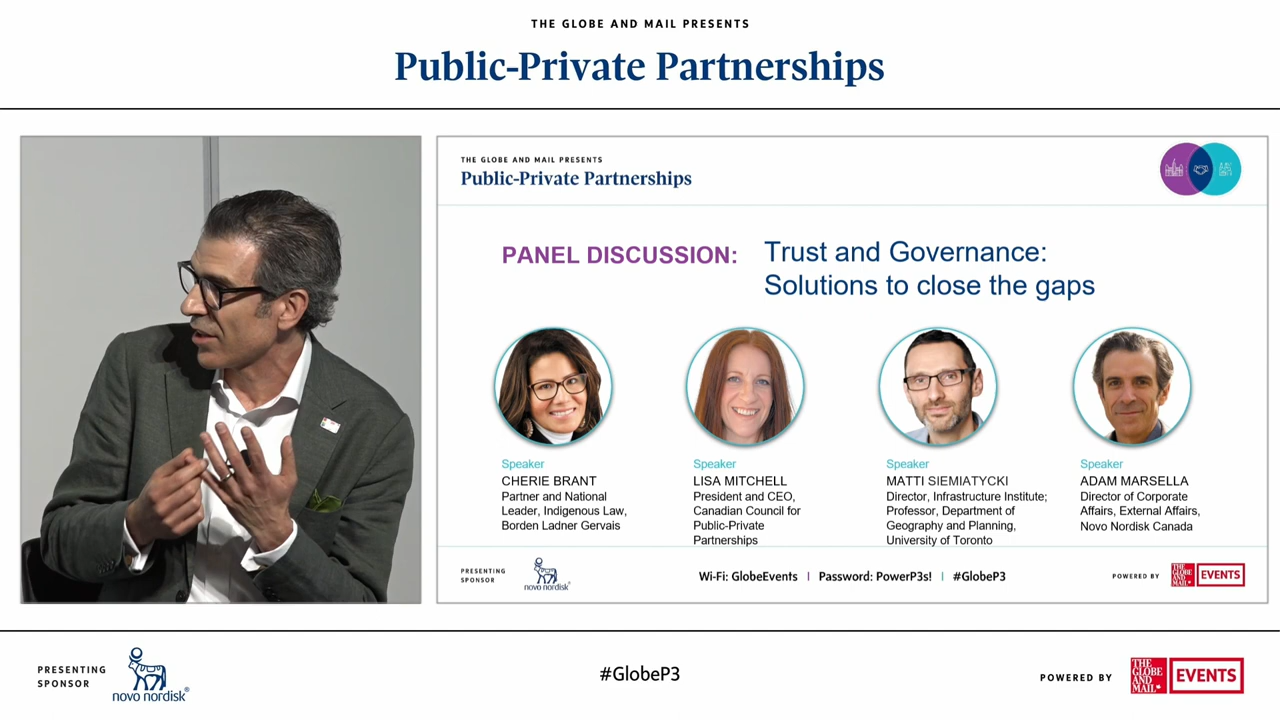 THE GLOBE AND MAIL PRESENTS
Public-Private Partnerships
THE GLOBE AND MAIL PRESENTS
Public-Private Partnerships
PANEL DISCUSSION:
Trust and Governance:
Solutions to close the gaps
Speaker
CHERIE BRANT
Partner and National
Leader, Indigenous Law,
Borden Ladner Gervais
Speaker
LISA MITCHELL
President and CEO,
Canadian Council for
Public-Private
Partnerships
Speaker
MATTI SIEMIATYCKI
Director, Infrastructure Institute;
Professor, Department of
Geography and Planning,
University of Toronto
Speaker
ADAM MARSELLA
Director of Corporate
Affairs, External Affairs,
Novo Nordisk Canada
PRESENTING
SPONSOR
novo nordisk®
Wi-Fi: GlobeEvents | Password: PowerP3s! | #GlobeP3
POWERED BY
THE
GLOBE
AND
MAIL
EVENTS
PRESENTING
SPONSOR
novo nordisk®
#GlobeP3
POWERED BY
THE
GLOBE
AND
MAIL
EVENTS